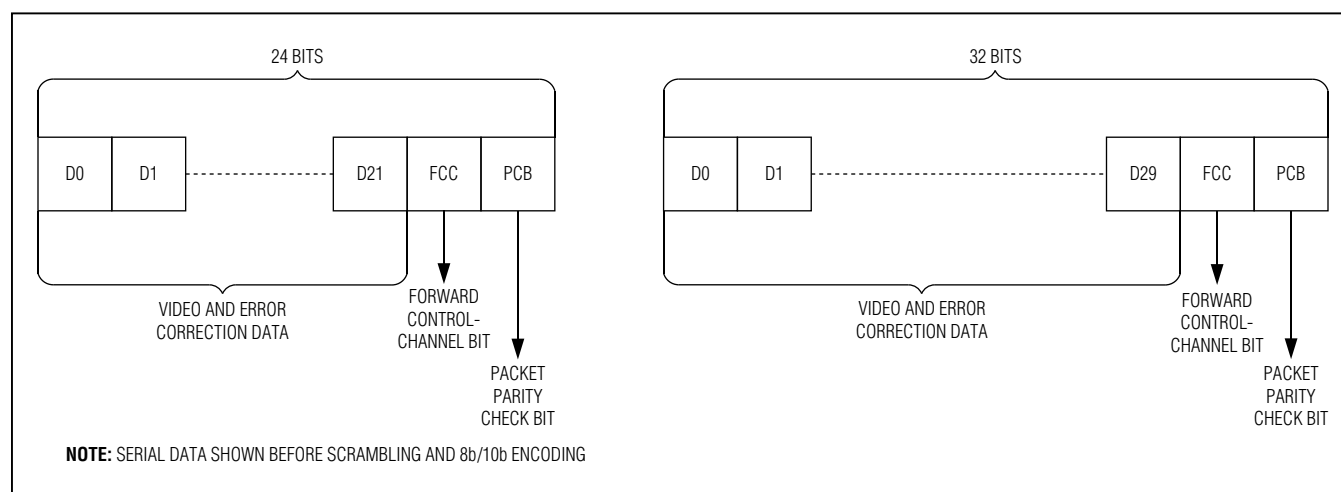 24 BITS
D0 D1 D21 FCC PCB
VIDEO AND ERROR
CORRECTION DATA
FORWARD
CONTROL-
CHANNEL BIT
PACKET
PARITY
CHECK BIT
32 BITS
D0 D1 D29 FCC PCB
VIDEO AND ERROR
CORRECTION DATA
FORWARD
CONTROL-
CHANNEL BIT
PACKET
PARITY
CHECK BIT
NOTE: SERIAL DATA SHOWN BEFORE SCRAMBLING AND 8b/10b ENCODING